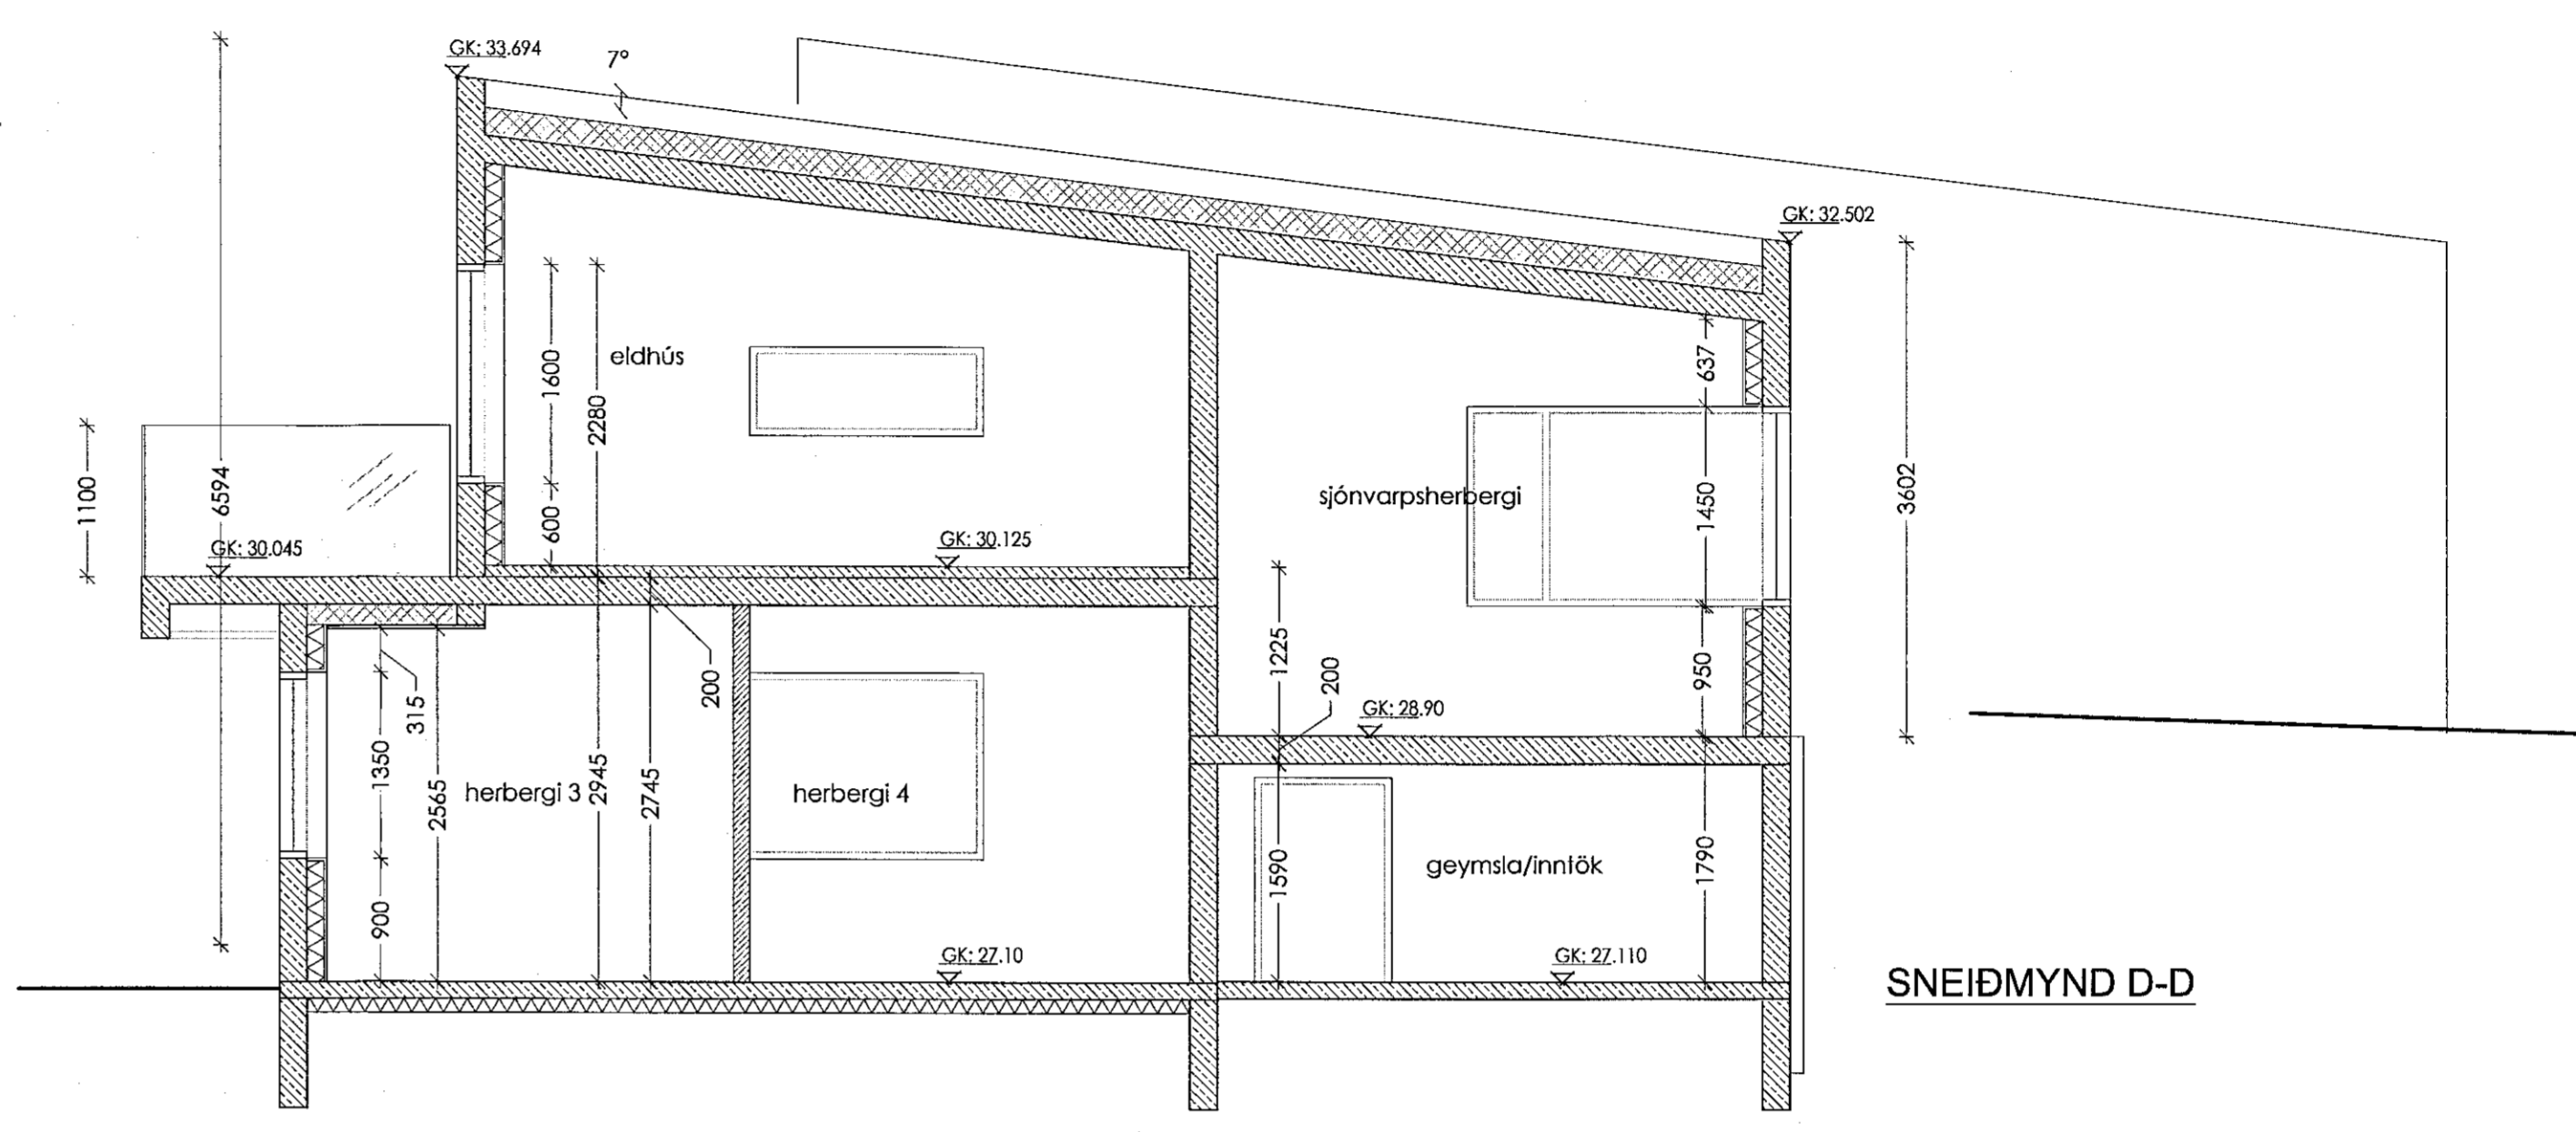 GK: 33.694
7°
GK: 32.502
eldhús
1600
2280
600
637
1450
950
3602
sjónvarpsherbergi
1100
6594
GK: 30.045
GK: 30.125
1225
200
GK: 28.90
200
315
1350
2565
herbergi 3
2945
2745
herbergi 4
900
1590
geymsla/inntök
1790
GK: 27.10
GK: 27.110
SNEIÐMYND D-D